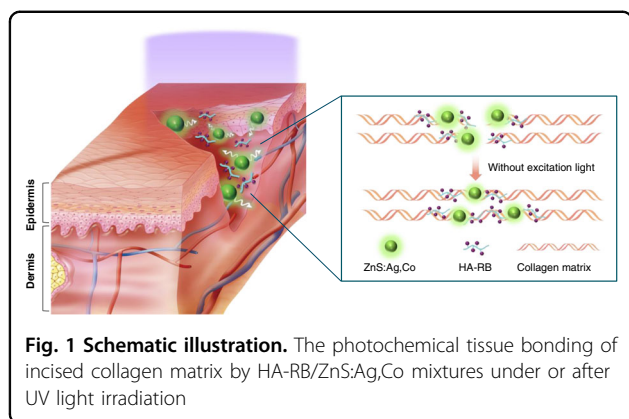 Epidermis
Dermis
Without excitation light
ZnS:Ag,Co
HA-RB
Collagen matrix
Fig. 1 Schematic illustration. The photochemical tissue bonding of
incised collagen matrix by HA-RB/ZnS:Ag,Co mixtures under or after
UV light irradiation